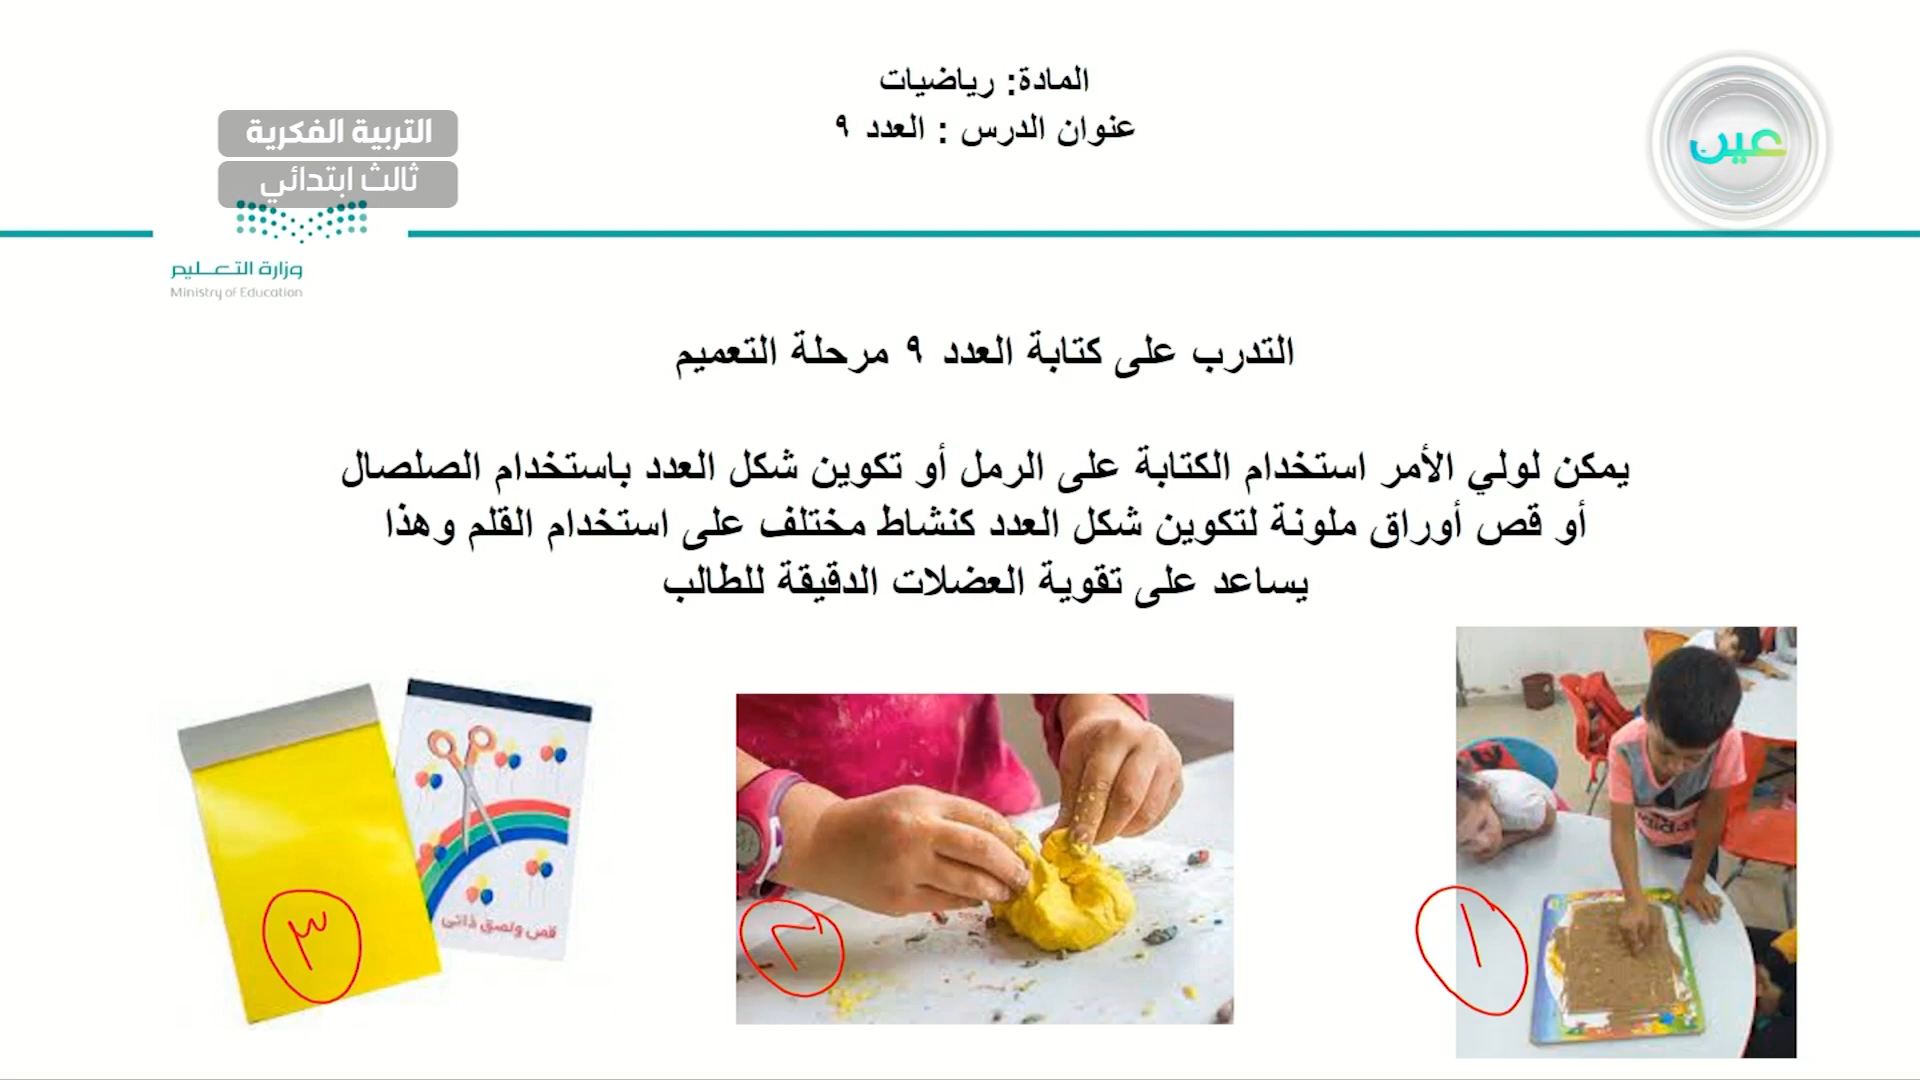 المادة: رياضيات
عنوان الدرس : العدد ٩
عين
التربية الفكرية
ثالث ابتدائي
وزارة التعليم
Ministry of Education
التدرب على كتابة العدد ٩ مرحلة التعميم
يمكن لولي الأمر استخدام الكتابة على الرمل أو تكوين شكل العدد باستخدام الصلصال
أو قص أوراق ملونة لتكوين شكل العدد كنشاط مختلف على استخدام القلم وهذا
يساعد على تقوية العضلات الدقيقة للطالب
١
٢
٣
قص ولصق ذاتي
adidas